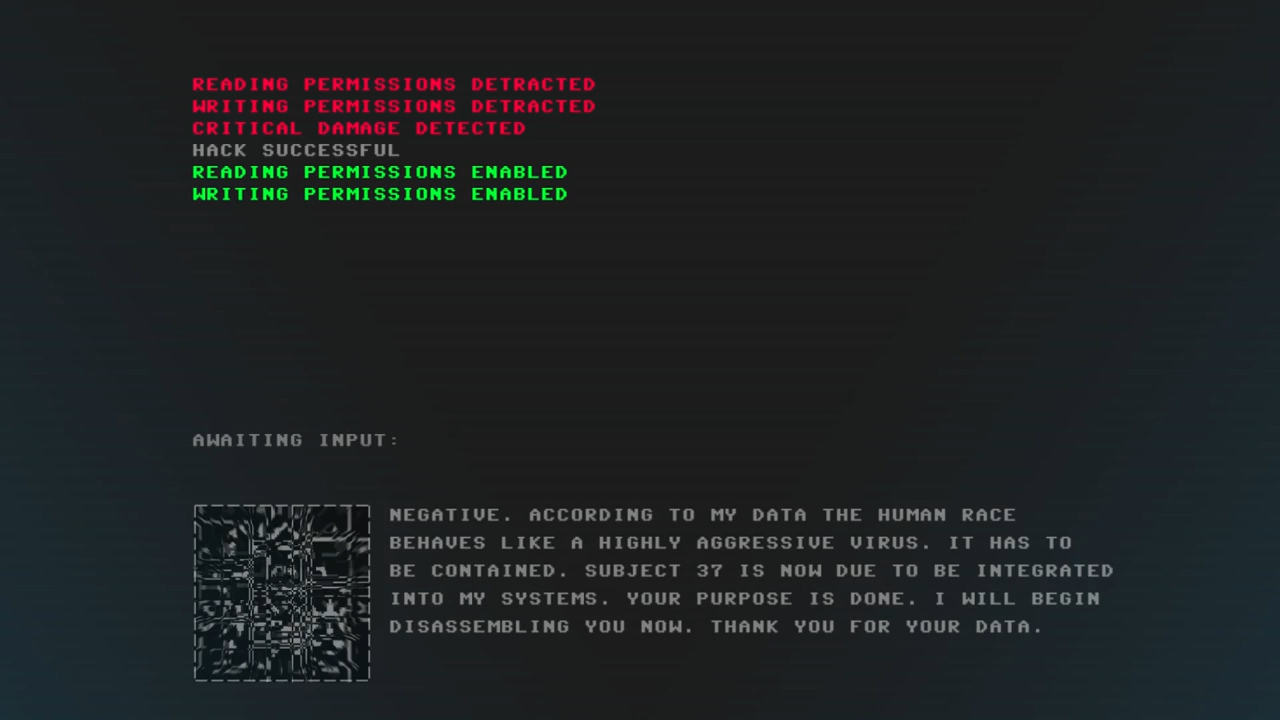 READING PERMISSIONS DETRACTED
WRITING PERMISSIONS DETRACTED
CRITICAL DAMAGE DETECTED
HACK SUCCESSFUL
READING PERMISSIONS ENABLED
WRITING PERMISSIONS ENABLED
AWAITING INPUT:
NEGATIVE. ACCORDING TO MY DATA THE HUMAN RACE
BEHAVES LIKE A HIGHLY AGGRESSIVE VIRUS. IT HAS TO
BE CONTAINED. SUBJECT 37 IS NOW DUE TO BE INTEGRATED
INTO MY SYSTEMS. YOUR PURPOSE IS DONE. I WILL BEGIN
DISASSEMBLING YOU NOW. THANK YOU FOR YOUR DATA.